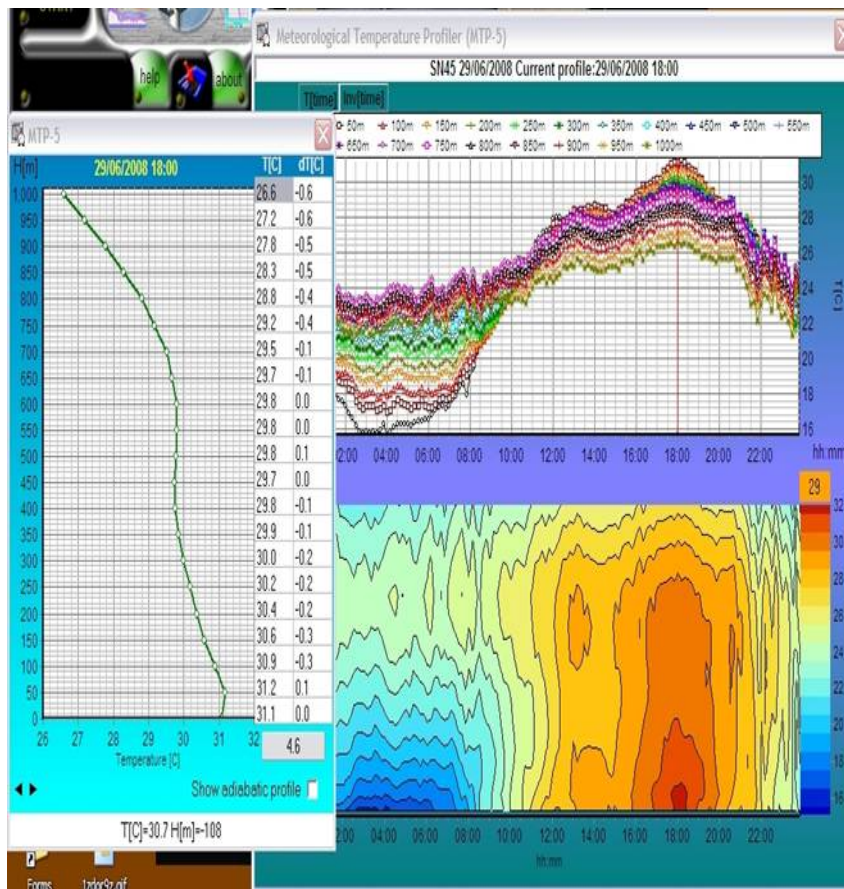 START
help
about
Meteorological Temperature Profiler (MTP-5)
SN45 29/06/2008 Current profile:29/06/2008 18:00
T[time] Inv[time]
50m 100m 150m 200m 250m 300m 350m 400m 450m 500m 550m
650m 700m 750m 800m 850m 900m 950m 1000m
30
28
26
24
22
20
18
16
T[C]
02:00 04:00 06:00 08:00 10:00 12:00 14:00 16:00 18:00 20:00 22:00
hh:mm
29
32
30
28
26
24
22
20
18
16
02:00 04:00 06:00 08:00 10:00 12:00 14:00 16:00 18:00 20:00 22:00
hh:mm
MTP-5
H[m] 29/06/2008 18:00 T[C] dT[C]
1,000 26.6 -0.6
950 27.2 -0.6
900 27.8 -0.5
850 28.3 -0.5
800 28.8 -0.4
750 29.2 -0.4
700 29.5 -0.1
650 29.7 -0.1
600 29.8 0.0
550 29.8 0.0
500 29.8 0.1
450 29.7 0.0
400 29.8 -0.1
350 29.9 -0.1
300 30.0 -0.2
250 30.2 -0.2
200 30.4 -0.2
150 30.6 -0.3
100 30.9 -0.3
50 31.2 0.1
0 31.1 0.0
26 27 28 29 30 31 32
Temperature [C]
4.6
Show adiabatic profile
T[C]=30.7 H[m]=-108
Forms 1zdor9z.gif